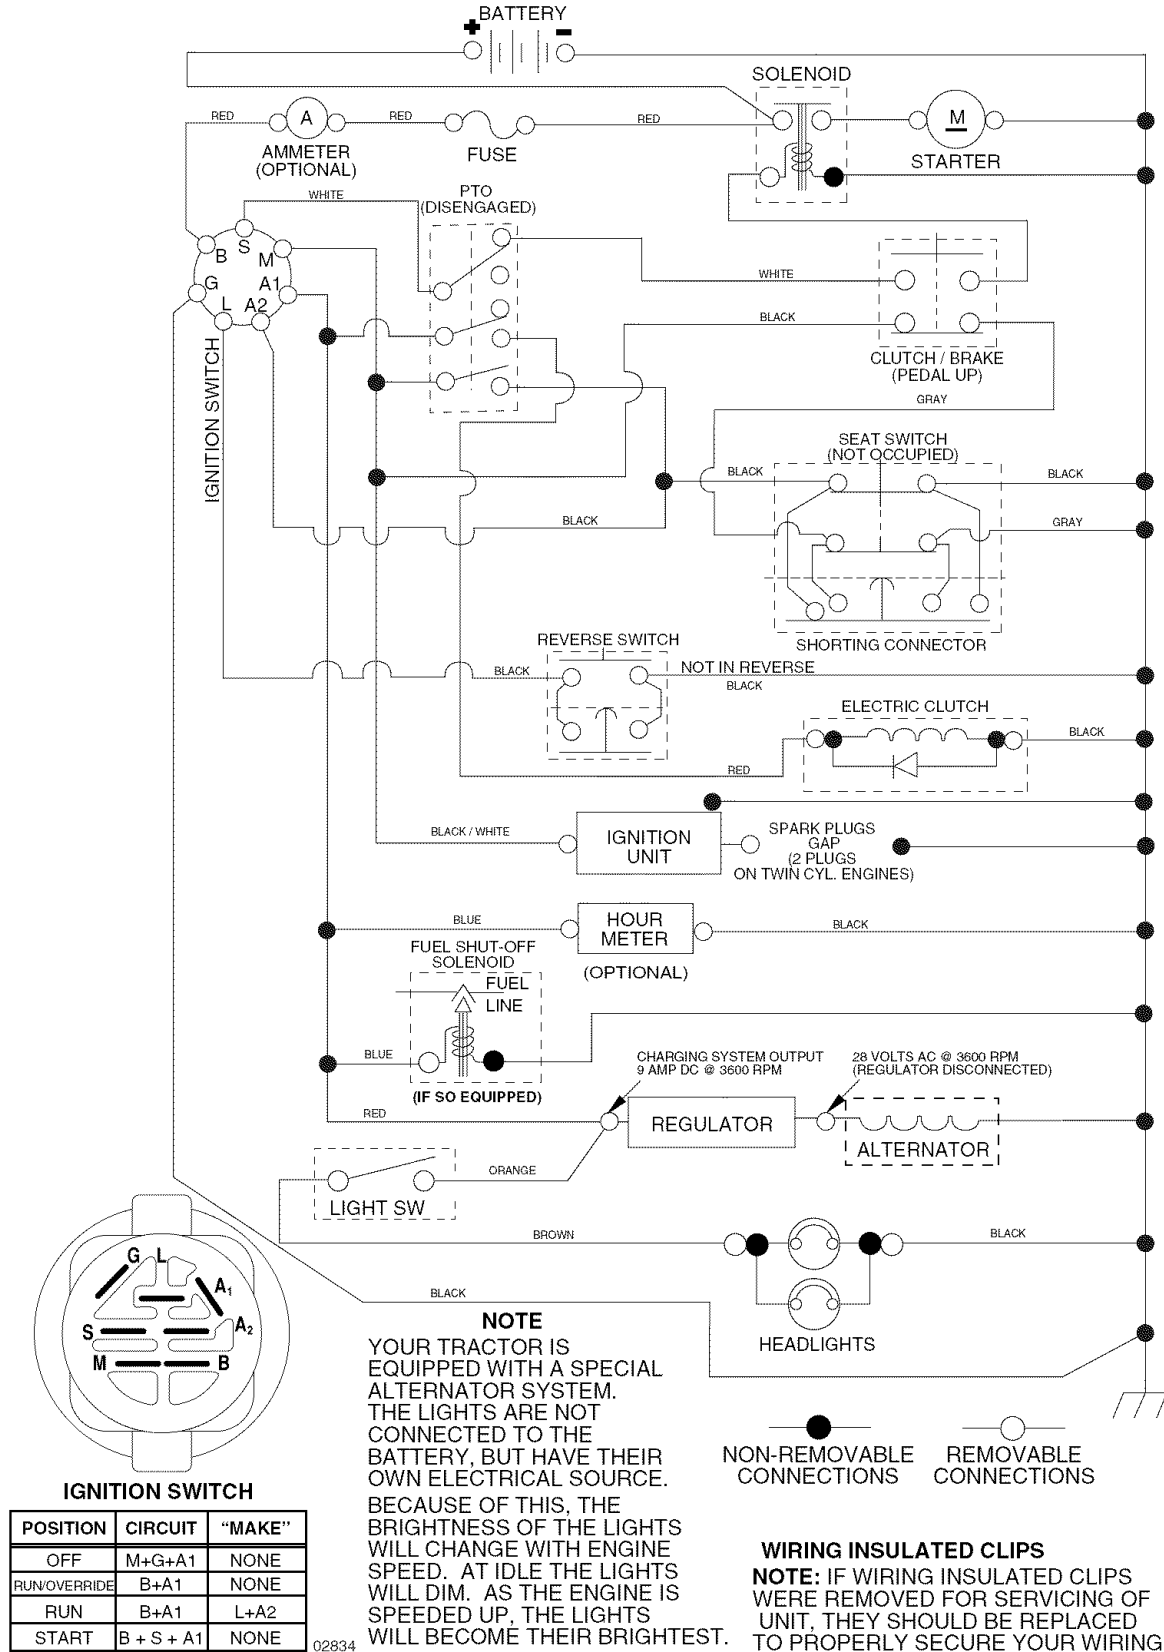 BATTERY
+ -
SOLENOID
RED
A
RED
RED
M
AMMETER
(OPTIONAL)
FUSE
STARTER
PTO
(DISENGAGED)
WHITE
S
B
M
G
A1
L
A2
WHITE
BLACK
CLUTCH / BRAKE
(PEDAL UP)
GRAY
IGNITION SWITCH
SEAT SWITCH
(NOT OCCUPIED)
BLACK
BLACK
BLACK
GRAY
SHORTING CONNECTOR
REVERSE SWITCH
BLACK
NOT IN REVERSE
BLACK
ELECTRIC CLUTCH
BLACK
RED
BLACK / WHITE
IGNITION
UNIT
SPARK PLUGS
GAP
(2 PLUGS
ON TWIN CYL. ENGINES)
BLUE
HOUR
METER
BLACK
(OPTIONAL)
FUEL SHUT-OFF
SOLENOID
FUEL
LINE
BLUE
(IF SO EQUIPPED)
CHARGING SYSTEM OUTPUT
9 AMP DC @ 3600 RPM
28 VOLTS AC @ 3600 RPM
(REGULATOR DISCONNECTED)
RED
REGULATOR
ALTERNATOR
ORANGE
LIGHT SW
BROWN
BLACK
BLACK
HEADLIGHTS
G L
A1
S
A2
M
B
IGNITION SWITCH
POSITION CIRCUIT "MAKE"
OFF M+G+A1 NONE
RUN/OVERRIDE B+A1 NONE
RUN B+A1 L+A2
START B + S + A1 NONE
02834
NOTE
YOUR TRACTOR IS
EQUIPPED WITH A SPECIAL
ALTERNATOR SYSTEM.
THE LIGHTS ARE NOT
CONNECTED TO THE
BATTERY, BUT HAVE THEIR
OWN ELECTRICAL SOURCE.
BECAUSE OF THIS, THE
BRIGHTNESS OF THE LIGHTS
WILL CHANGE WITH ENGINE
SPEED. AT IDLE THE LIGHTS
WILL DIM. AS THE ENGINE IS
SPEEDED UP, THE LIGHTS
WILL BECOME THEIR BRIGHTEST.
NON-REMOVABLE
CONNECTIONS
REMOVABLE
CONNECTIONS
WIRING INSULATED CLIPS
NOTE: IF WIRING INSULATED CLIPS
WERE REMOVED FOR SERVICING OF
UNIT, THEY SHOULD BE REPLACED
TO PROPERLY SECURE YOUR WIRING.